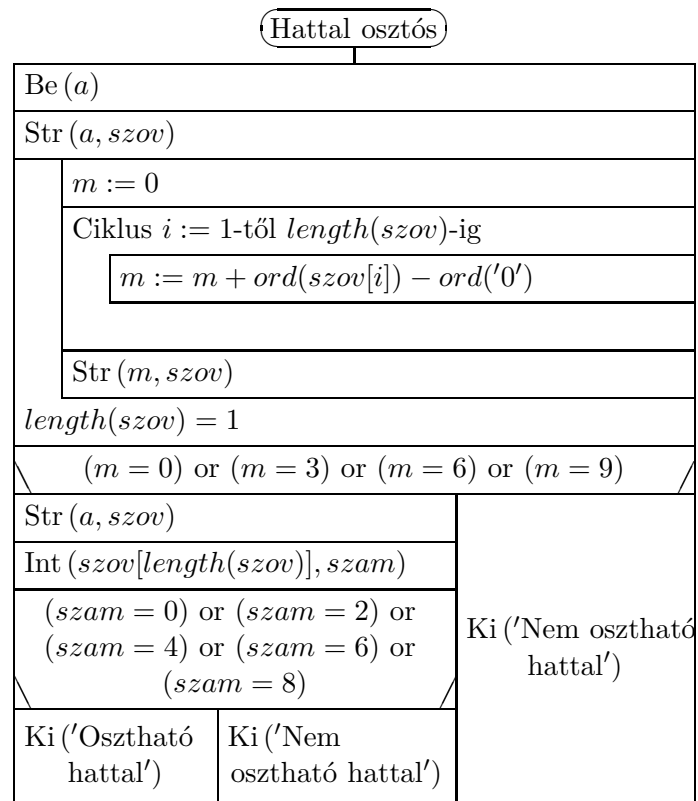 Hattal osztós
Be (a)
Str (a, szov)
m := 0
Ciklus i := 1-től length(szov)-ig
m := m + ord(szov[i]) − ord(′0′)
Str (m, szov)
length(szov) = 1
(m = 0) or (m = 3) or (m = 6) or (m = 9)
Str (a, szov)
Int (szov[length(szov)], szam)
(szam = 0) or (szam = 2) or
(szam = 4) or (szam = 6) or
(szam = 8)
Ki (′Osztható
hattal′)
Ki (′Nem
osztható hattal′)
Ki (′Nem osztható
hattal′)